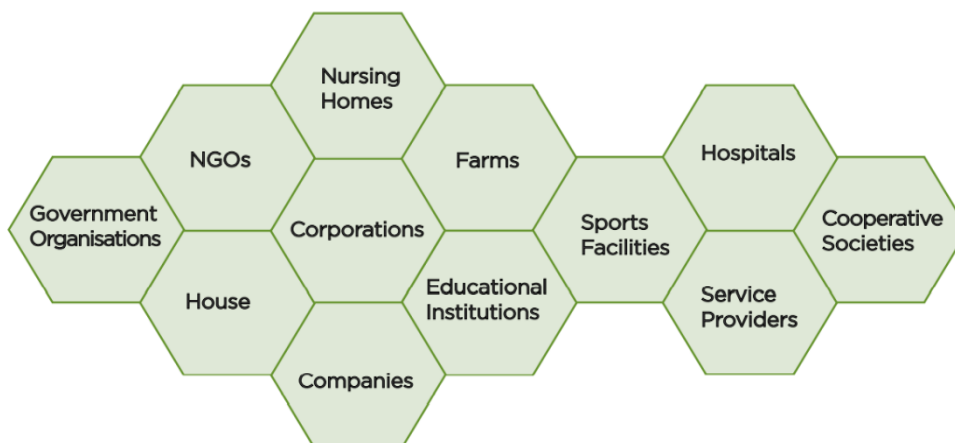 Nursing
Homes
NGOs
Farms
Hospitals
Government
Organisations
Corporations
Sports
Facilities
Cooperative
Societies
House
Educational
Institutions
Service
Providers
Companies